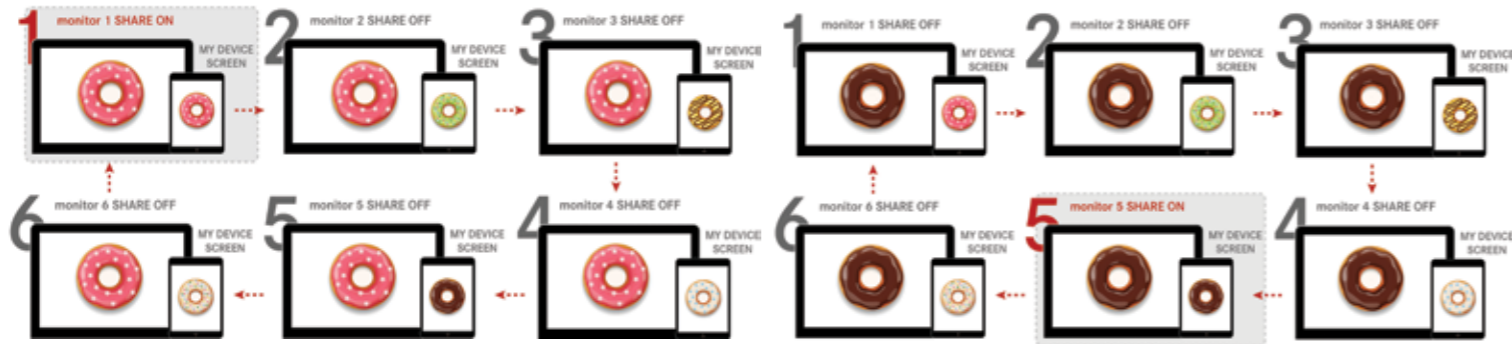 1 monitor 1 SHARE ON
MY DEVICE
SCREEN
2 monitor 2 SHARE OFF
MY DEVICE
SCREEN
3 monitor 3 SHARE OFF
MY DEVICE
SCREEN
6 monitor 6 SHARE OFF
MY DEVICE
SCREEN
5 monitor 5 SHARE OFF
MY DEVICE
SCREEN
4 monitor 4 SHARE OFF
MY DEVICE
SCREEN
1 monitor 1 SHARE OFF
MY DEVICE
SCREEN
2 monitor 2 SHARE OFF
MY DEVICE
SCREEN
3 monitor 3 SHARE OFF
MY DEVICE
SCREEN
6 monitor 6 SHARE OFF
MY DEVICE
SCREEN
5 monitor 5 SHARE ON
MY DEVICE
SCREEN
4 monitor 4 SHARE OFF
MY DEVICE
SCREEN